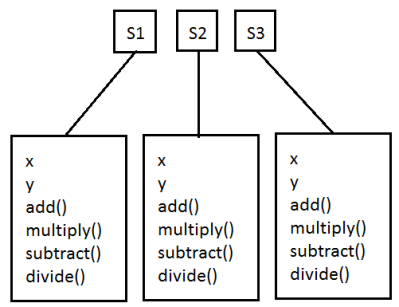 S1
S2
S3
x
y
add()
multiply()
subtract()
divide()
x
y
add()
multiply()
subtract()
divide()
x
y
add()
multiply()
subtract()
divide()